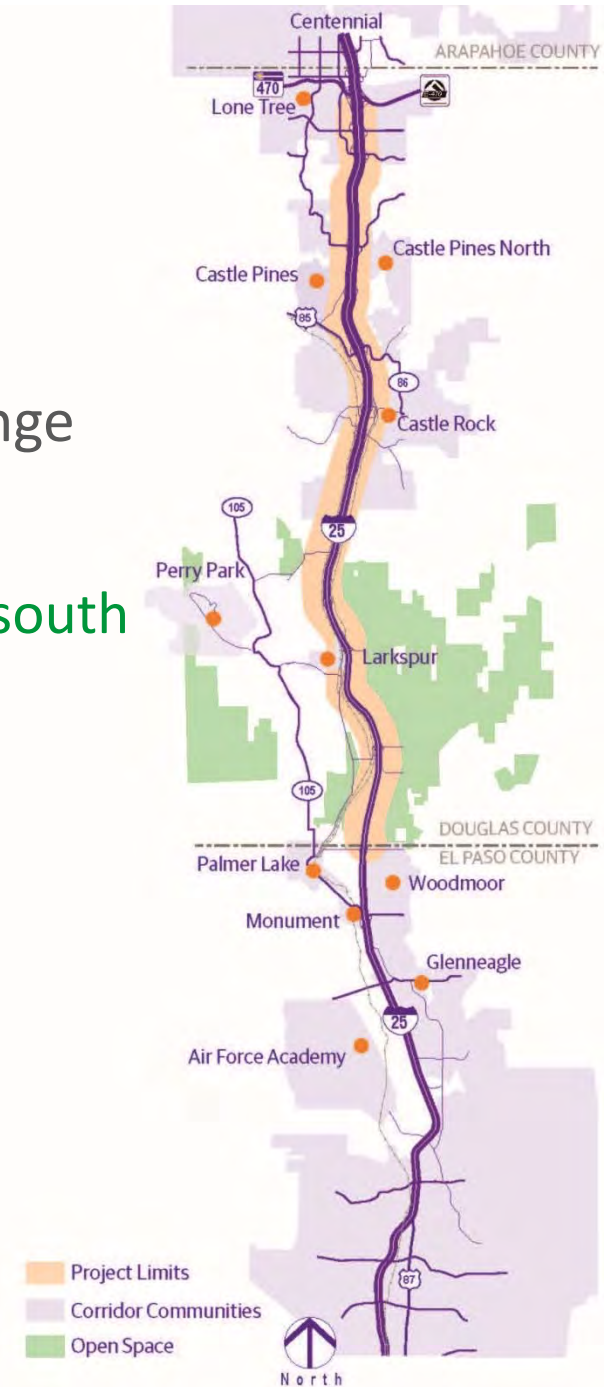 Centennial
ARAPAHOE COUNTY
470
Lone Tree
Castle Pines North
Castle Pines
85
86
nge
Castle Rock
105
25
Perry Park
south
Larkspur
105
DOUGLAS COUNTY
EL PASO COUNTY
Palmer Lake
Woodmoor
Monument
Glenneagle
25
Air Force Academy
Project Limits
Corridor Communities
Open Space
87
North